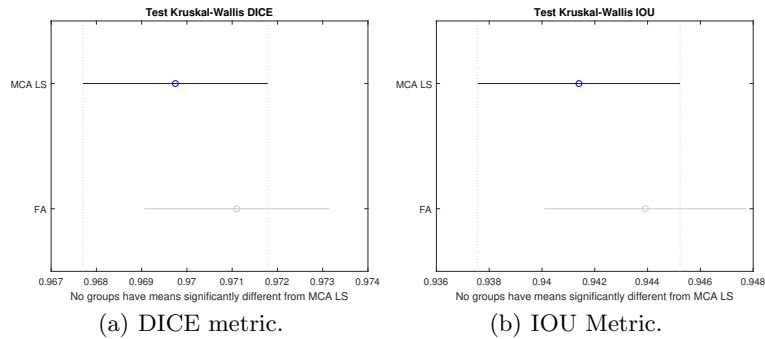 Test Kruskal-Wallis DICE
MCA LS
FA
0.967 0.968 0.969 0.97 0.971 0.972 0.973 0.974
No groups have means significantly different from MCA LS
(a) DICE metric.
Test Kruskal-Wallis IOU
MCA LS
FA
0.936 0.938 0.94 0.942 0.944 0.946 0.948
No groups have means significantly different from MCA LS
(b) IOU Metric.